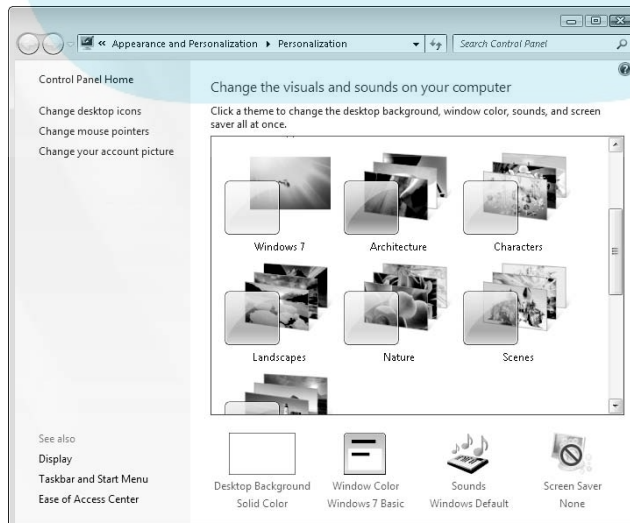 « Appearance and Personalization ▸ Personalization
Search Control Panel
Control Panel Home
Change desktop icons
Change mouse pointers
Change your account picture
Change the visuals and sounds on your computer
Click a theme to change the desktop background, window color, sounds, and screen
saver all at once.
Windows 7
Architecture
Characters
Landscapes
Nature
Scenes
See also
Display
Taskbar and Start Menu
Ease of Access Center
Desktop Background
Solid Color
Window Color
Windows 7 Basic
Sounds
Windows Default
Screen Saver
None